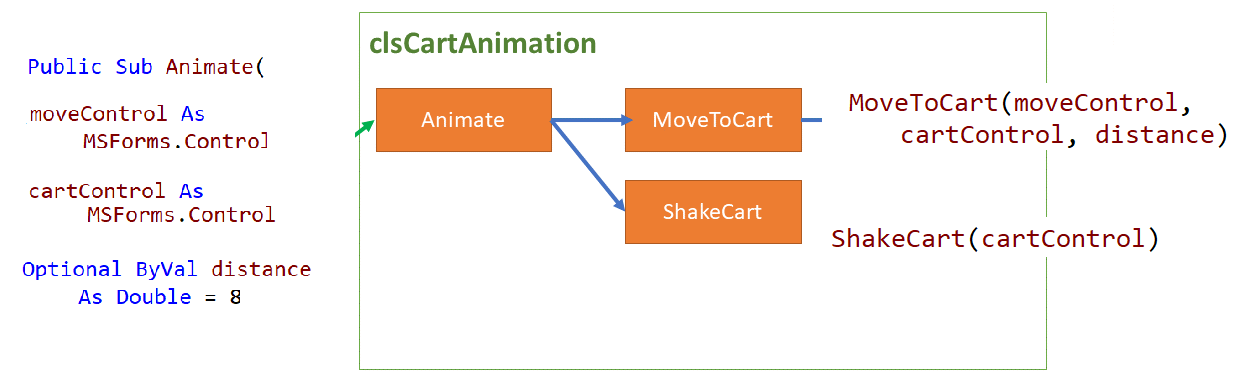 Public Sub Animate(
moveControl As
MSForms.Control
cartControl As
MSForms.Control
Optional ByVal distance
As Double = 8
clsCartAnimation
Animate
MoveToCart
ShakeCart
MoveToCart(moveControl,
cartControl, distance)
ShakeCart(cartControl)